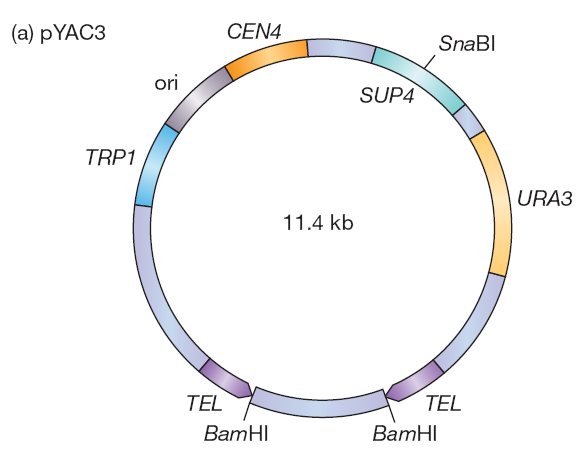 (a) pYAC3
CEN4
SnaBI
ori
SUP4
TRP1
URA3
11.4 kb
TEL
TEL
BamHI
BamHI